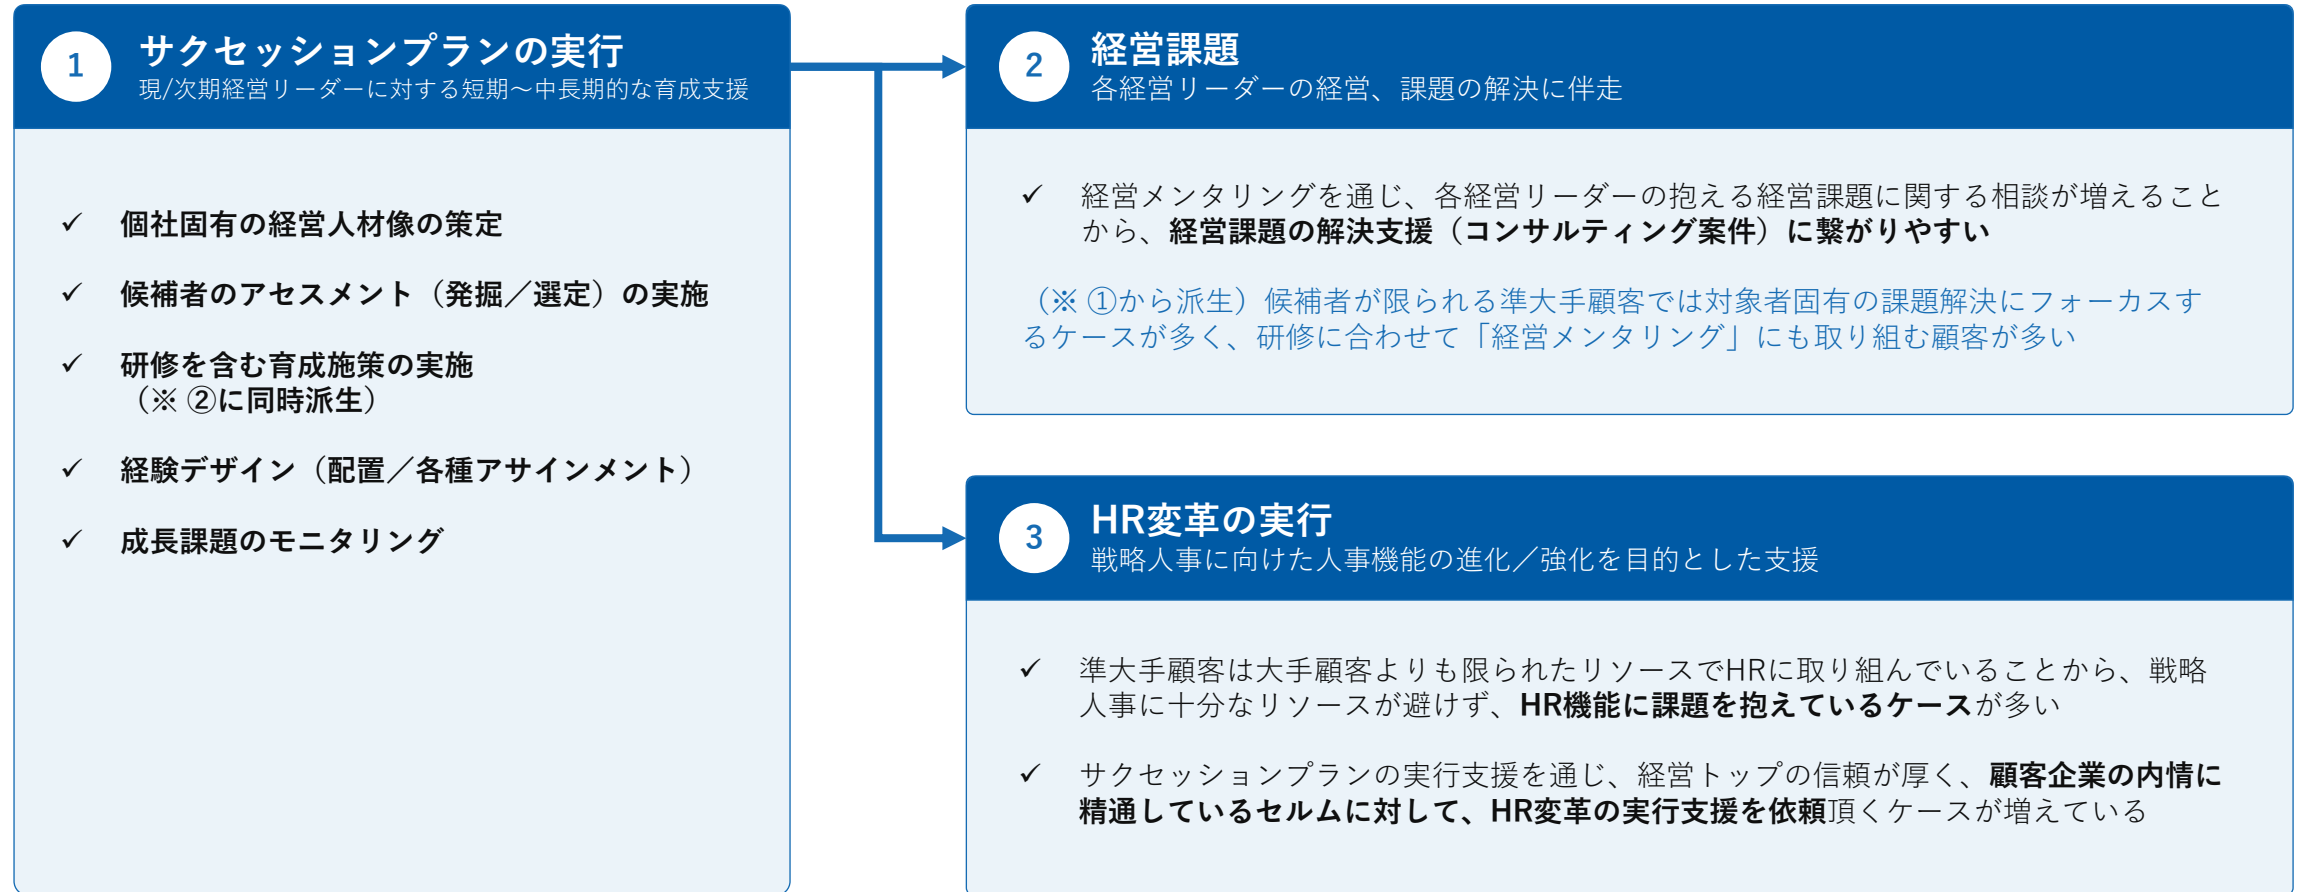 1
サクセッションプランの実行
現/次期経営リーダーに対する短期～中長期的な育成支援
✓ 個社固有の経営人材像の策定
✓ 候補者のアセスメント（発掘／選定）の実施
✓ 研修を含む育成施策の実施
（※ ②に同時派生）
✓ 経験デザイン（配置／各種アサインメント）
✓ 成長課題のモニタリング
2
経営課題
各経営リーダーの経営、課題の解決に伴走
✓ 経営メンタリングを通じ、各経営リーダーの抱える経営課題に関する相談が増えること
から、経営課題の解決支援（コンサルティング案件）に繋がりやすい
（※ ①から派生）候補者が限られる準大手顧客では対象者固有の課題解決にフォーカスす
るケースが多く、研修に合わせて「経営メンタリング」にも取り組む顧客が多い
3
HR変革の実行
戦略人事に向けた人事機能の進化／強化を目的とした支援
✓ 準大手顧客は大手顧客よりも限られたリソースでHRに取り組んでいることから、戦略
人事に十分なリソースが避けず、HR機能に課題を抱えているケースが多い
✓ サクセッションプランの実行支援を通じ、経営トップの信頼が厚く、顧客企業の内情に
精通しているセルムに対して、HR変革の実行支援を依頼頂くケースが増えている